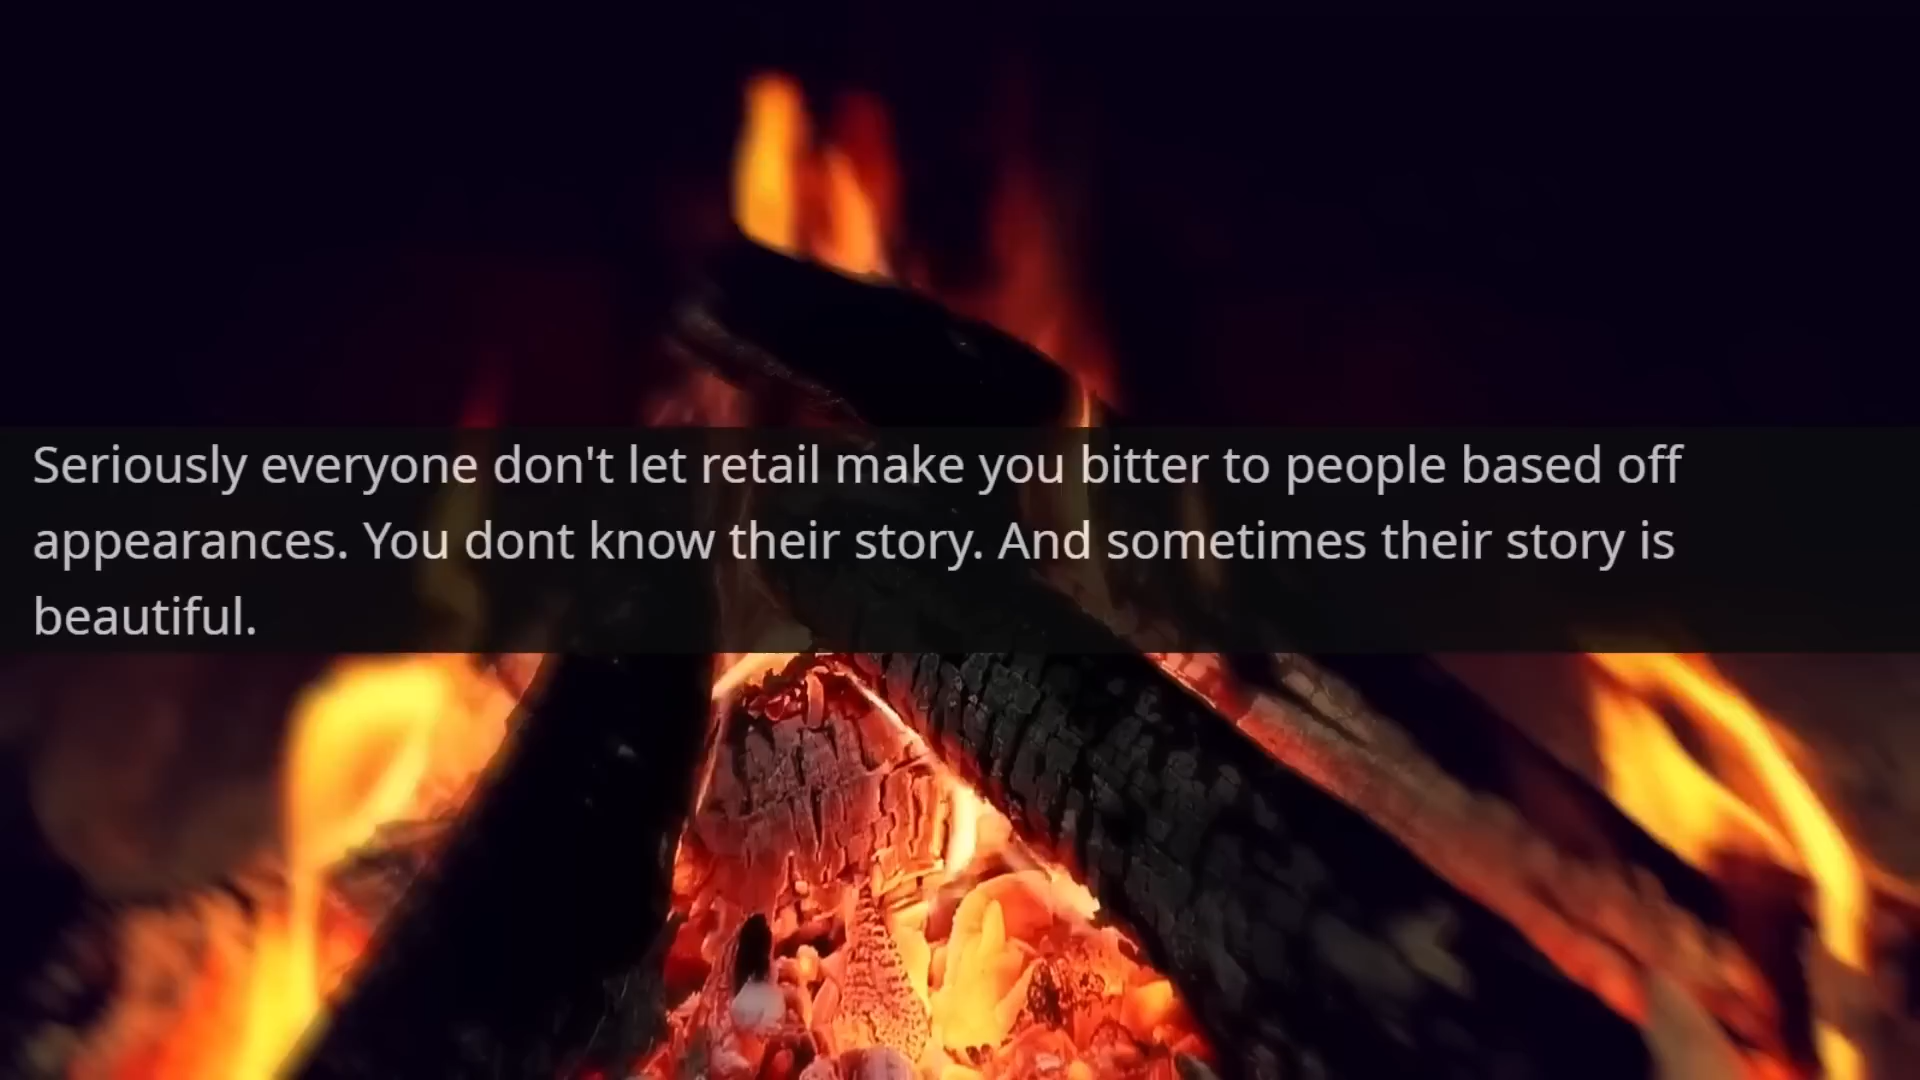 Seriously everyone don't let retail make you bitter to people based off
appearances. You dont know their story. And sometimes their story is
beautiful.